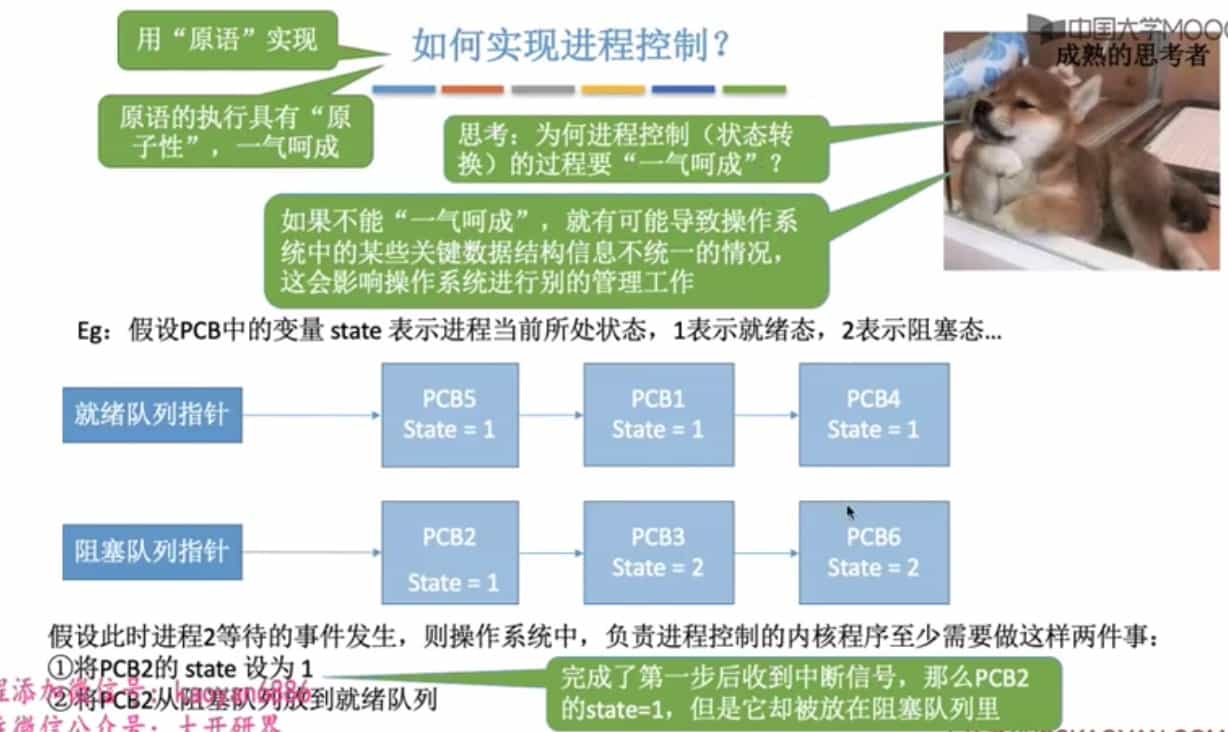 用“原语”实现
如何实现进程控制？
中国大学MOOC
成熟的思考者
原语的执行具有“原
子性”，一气呵成
思考：为何进程控制（状态转
换）的过程要“一气呵成”？
如果不能“一气呵成”，就有可能导致操作系
统中的某些关键数据结构信息不统一的情况，
这会影响操作系统进行别的管理工作
Eg：假设PCB中的变量 state 表示进程当前所处状态，1表示就绪态，2表示阻塞态...
就绪队列指针
PCB5
State = 1
PCB1
State = 1
PCB4
State = 1
阻塞队列指针
PCB2
State = 1
PCB3
State = 2
PCB6
State = 2
假设此时进程2等待的事件发生，则操作系统中，负责进程控制的内核程序至少需要做这样两件事：
①将PCB2的 state 设为 1
②将PCB2从阻塞队列放到就绪队列
完成了第一步后收到中断信号，那么PCB2
的state=1，但是它却被放在阻塞队列里